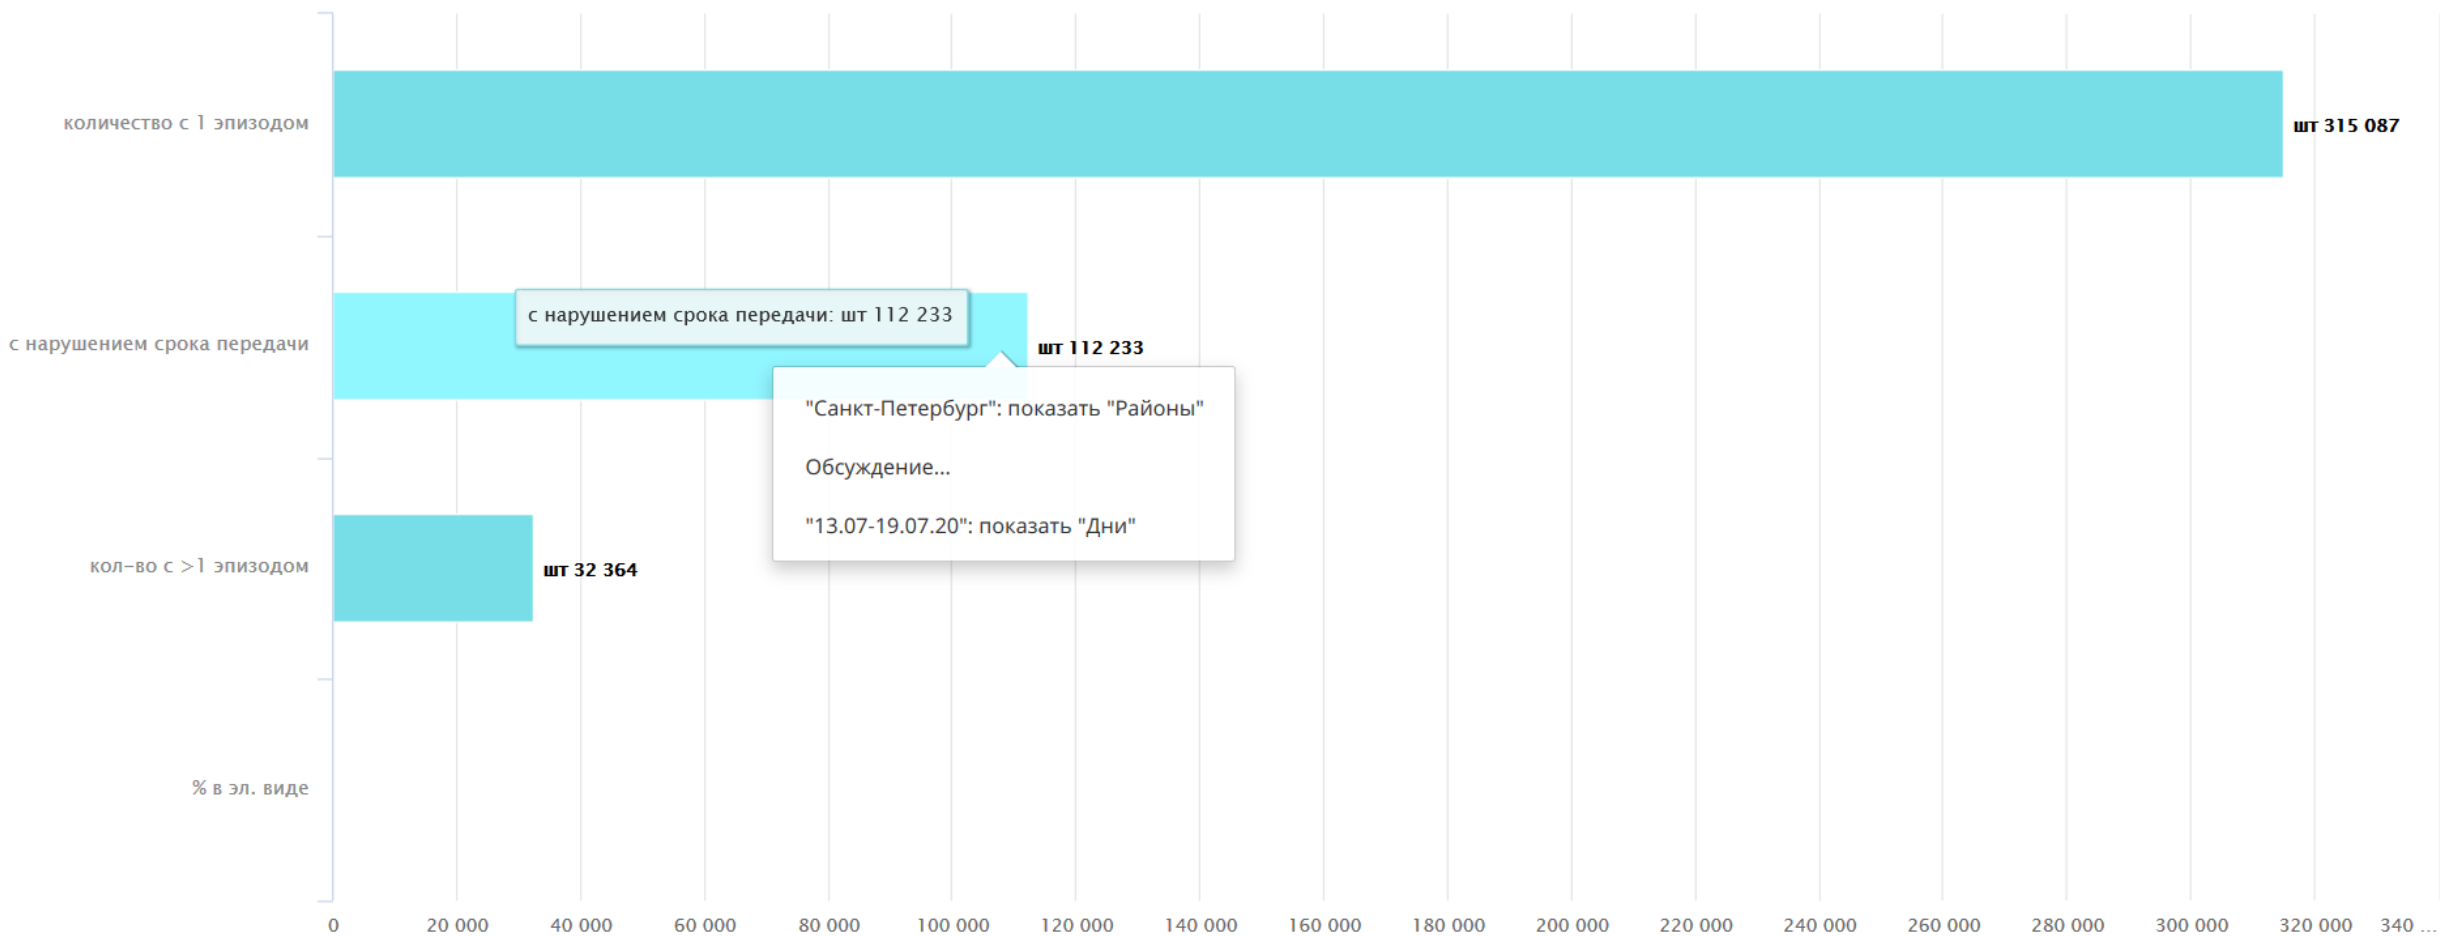 количество с 1 эпизодом
шт 315 087
с нарушением срока передачи: шт 112 233
с нарушением срока передачи
шт 112 233
"Санкт-Петербург": показать "Районы"
Обсуждение...
"13.07-19.07.20": показать "Дни"
кол-во с >1 эпизодом
шт 32 364
% в эл. виде
0 20 000 40 000 60 000 80 000 100 000 120 000 140 000 160 000 180 000 200 000 220 000 240 000 260 000 280 000 300 000 320 000 340 ...